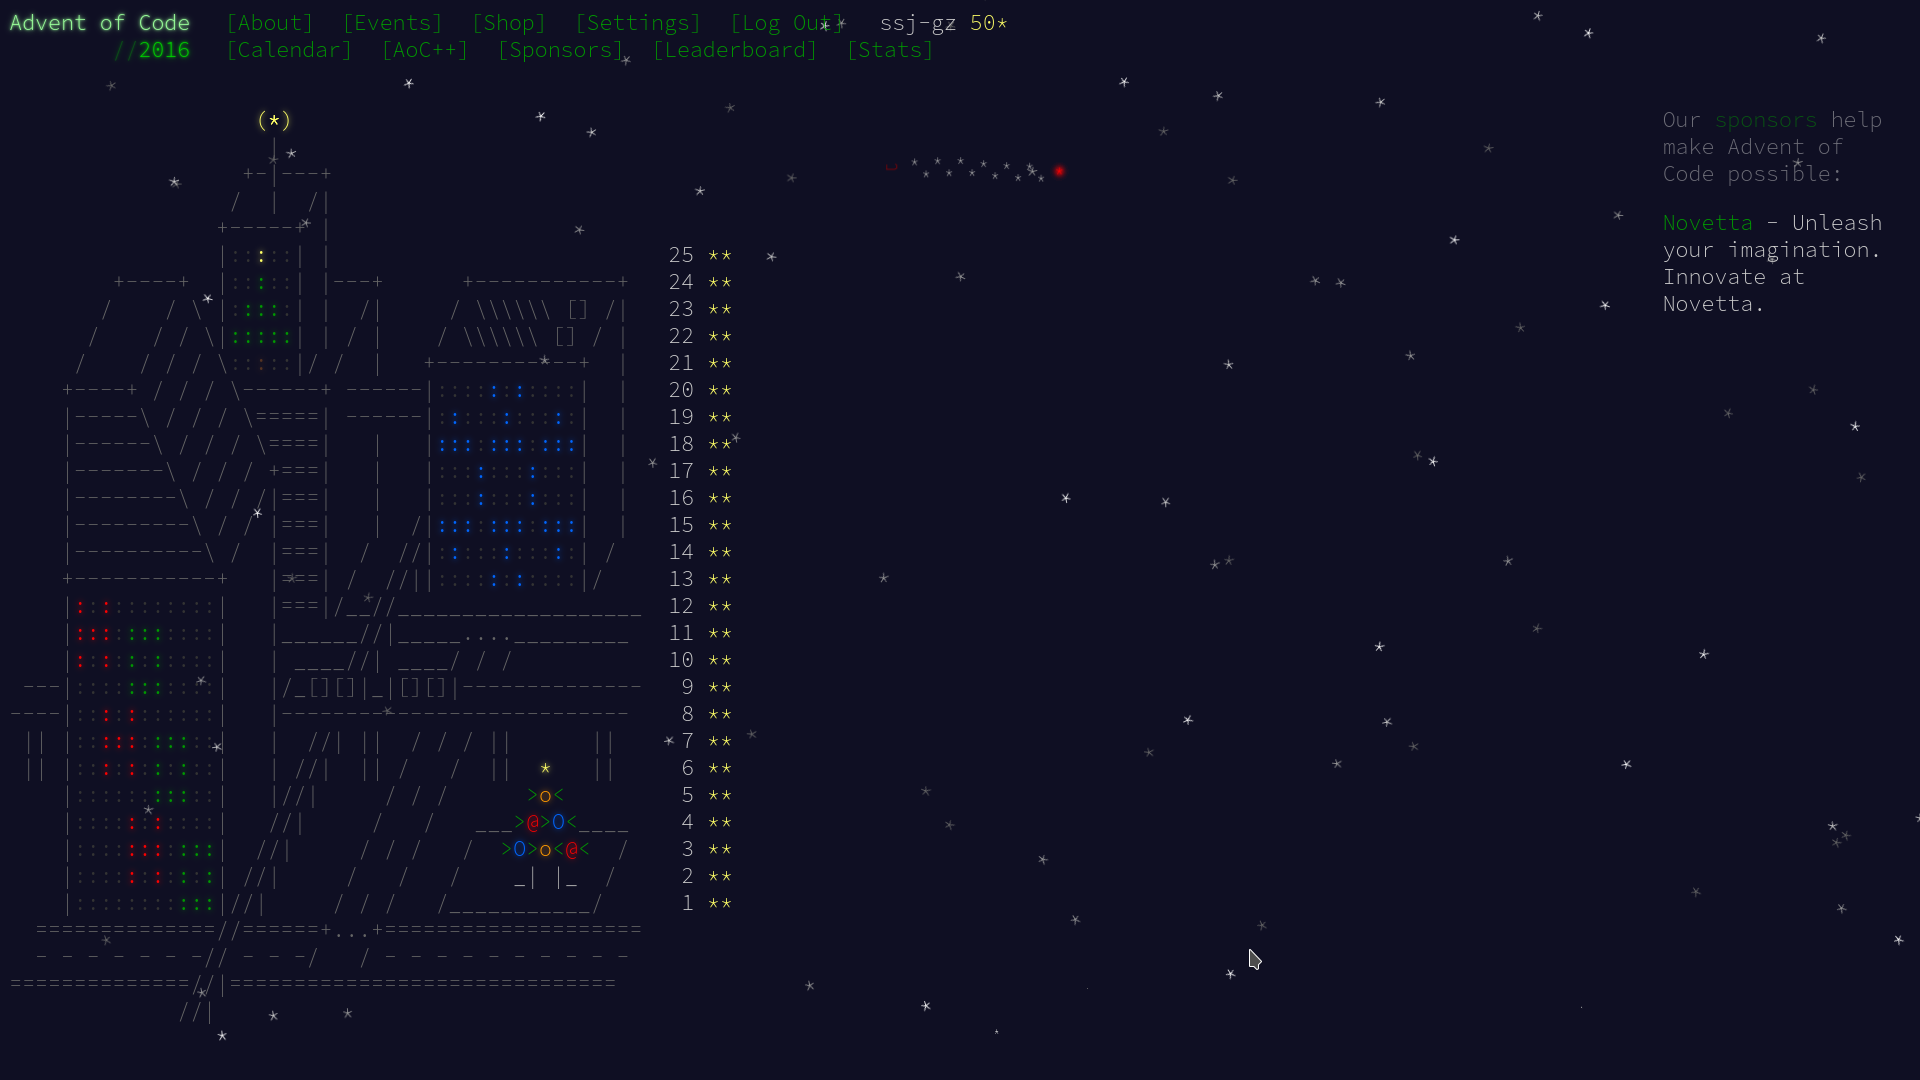 Advent of Code [About] [Events] [Shop] [Settings] [Log Out] ssj-gz 50*
//2016 [Calendar] [AoC++] [Sponsors] [Leaderboard] [Stats]
Our sponsors help
make Advent of
Code possible:
Novetta - Unleash
your imagination.
Innovate at
Novetta.
25 **
24 **
23 **
22 **
21 **
20 **
19 **
18 **
17 **
16 **
15 **
14 **
13 **
12 **
11 **
10 **
9 **
8 **
7 **
6 **
5 **
4 **
3 **
2 **
1 **